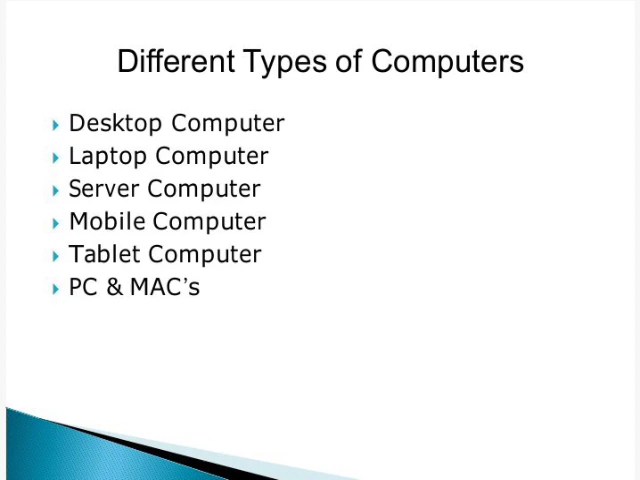 Different Types of Computers
Desktop Computer
Laptop Computer
Server Computer
Mobile Computer
Tablet Computer
PC & MAC’s